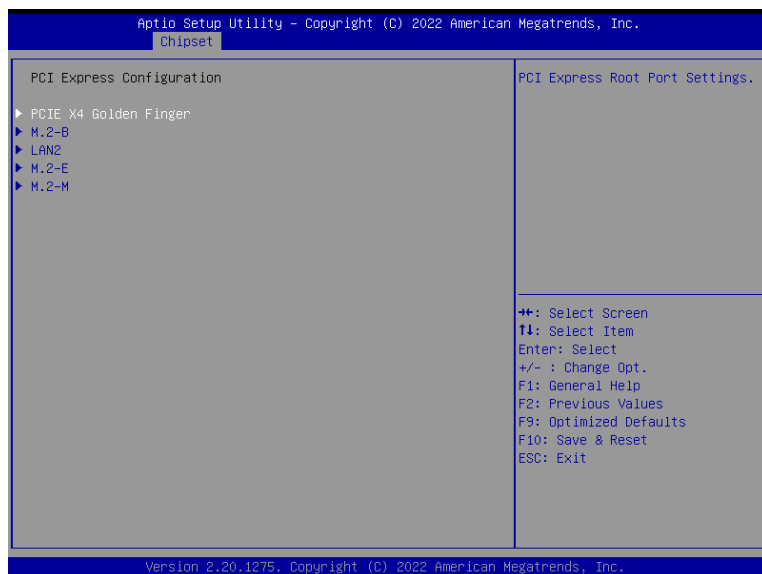 Aptio Setup Utility – Copyright (C) 2022 American Megatrends, Inc.
Chipset
PCI Express Configuration
▶ PCIE X4 Golden Finger
▶ M.2-B
▶ LAN2
▶ M.2-E
▶ M.2-M
PCI Express Root Port Settings.
→←: Select Screen
↑↓: Select Item
Enter: Select
+/- : Change Opt.
F1: General Help
F2: Previous Values
F9: Optimized Defaults
F10: Save & Reset
ESC: Exit
Version 2.20.1275. Copyright (C) 2022 American Megatrends, Inc.